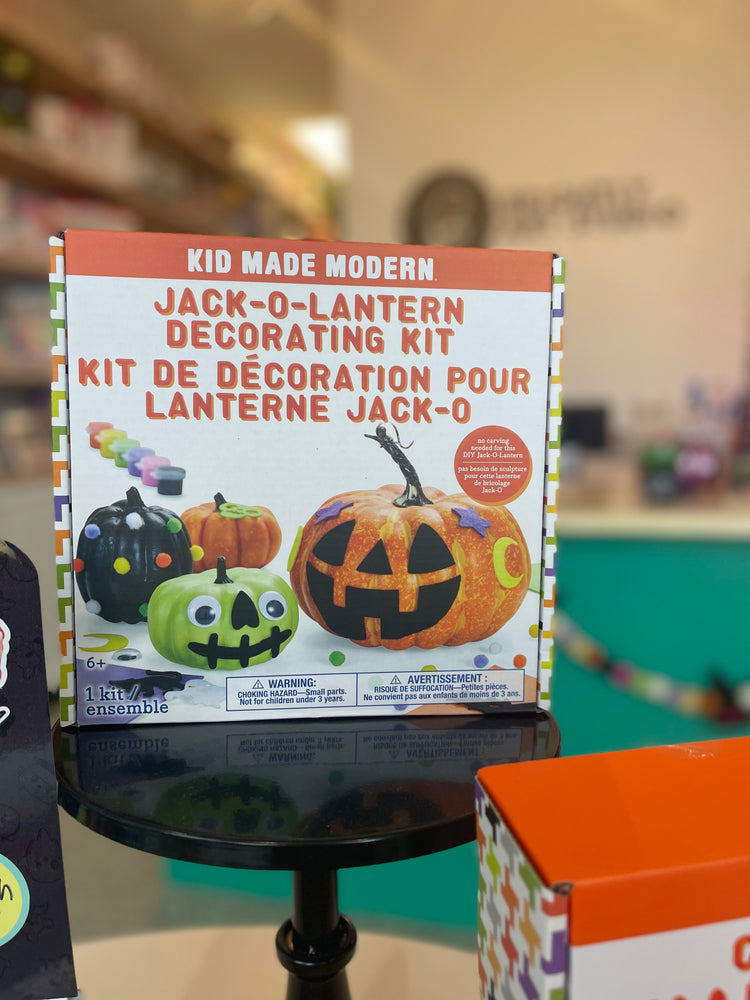 KID MADE MODERN
JACK-O-LANTERN
DECORATING KIT
KIT DE DÉCORATION POUR
LANTERNE JACK-O
no carving
needed for this
DIY Jack-O-Lantern
pas besoin de sculpture
pour cette lanterne
de bricolage
Jack-O
6+
1 kit /
ensemble
WARNING:
CHOKING HAZARD—Small parts.
Not for children under 3 years.
AVERTISSEMENT :
RISQUE DE SUFFOCATION—Petites pièces.
Ne convient pas aux enfants de moins de 3 ans.